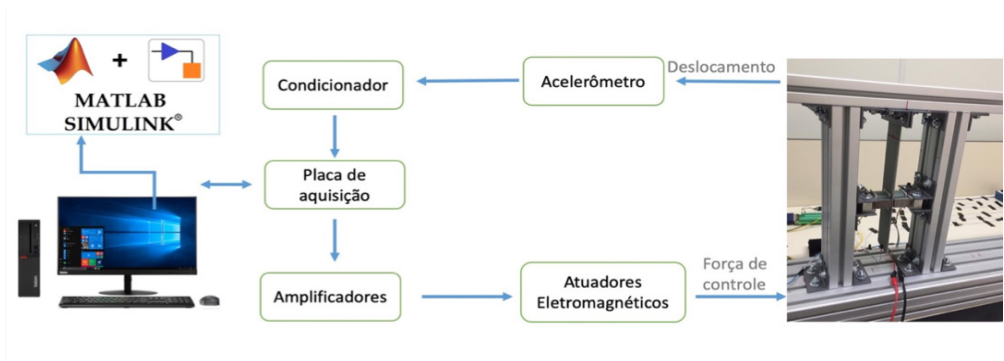 +
MATLAB
SIMULINK®
Condicionador
Acelerômetro
Deslocamento
Placa de
aquisição
Amplificadores
Atuadores
Eletromagnéticos
Força de
controle